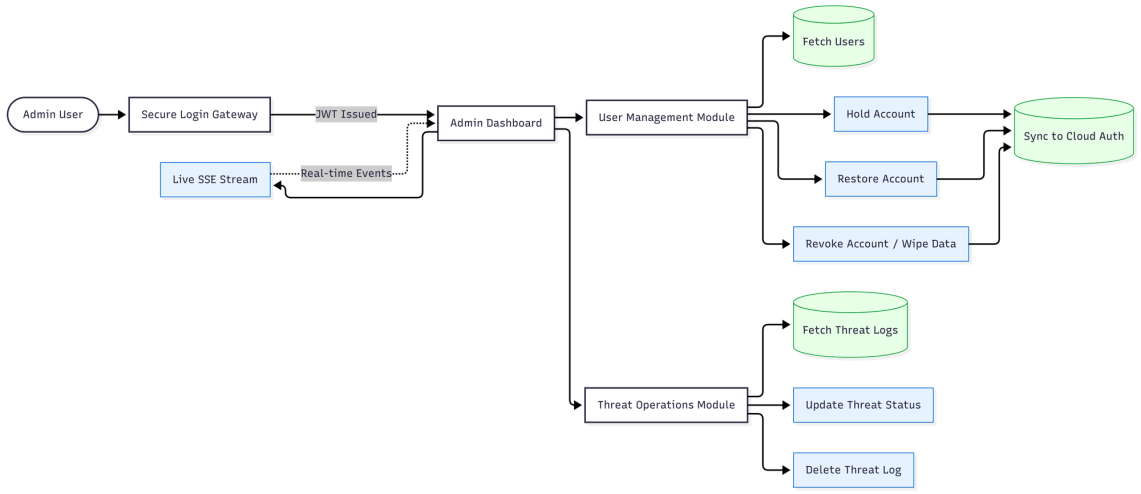 Fetch Users
Admin User
Secure Login Gateway
JWT Issued
Admin Dashboard
User Management Module
Hold Account
Sync to Cloud Auth
Live SSE Stream
Real-time Events
Restore Account
Revoke Account / Wipe Data
Fetch Threat Logs
Threat Operations Module
Update Threat Status
Delete Threat Log